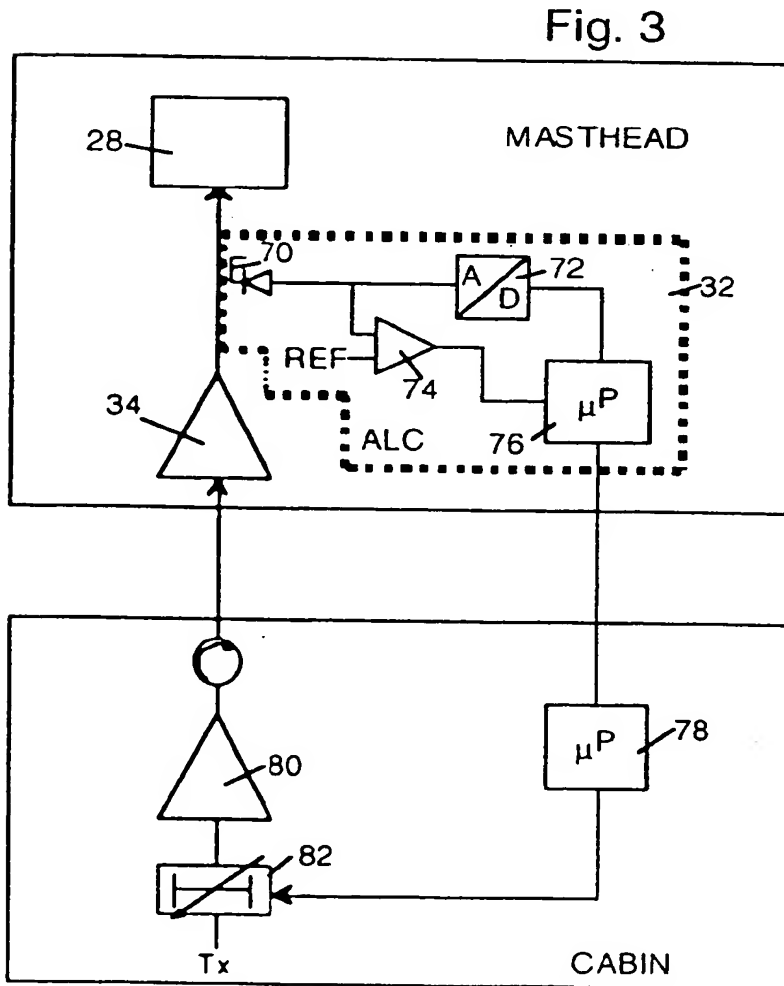 Fig. 3
MASTHEAD
28
70
A
D
72
32
REF
74
μP
76
34
ALC
μP
78
80
82
Tx
CABIN